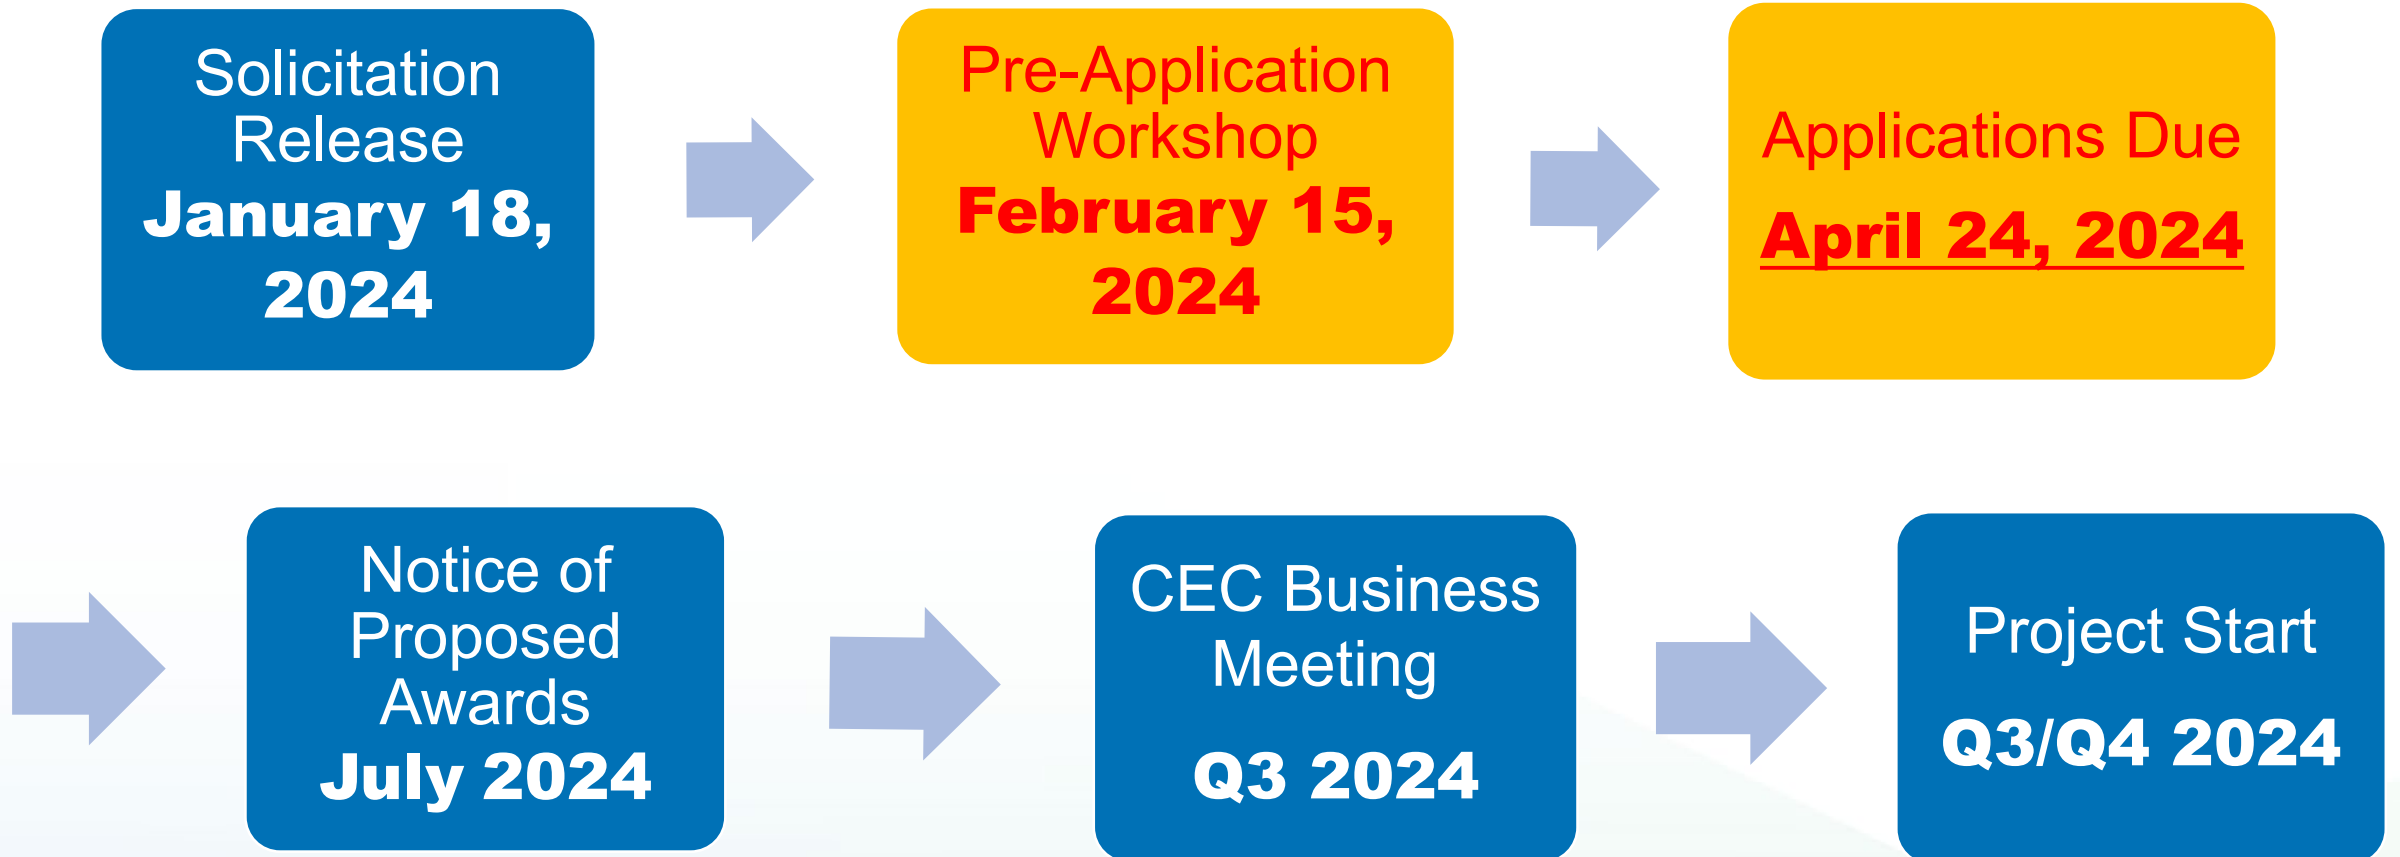 Solicitation
Release
January 18,
2024
Pre-Application
Workshop
February 15,
2024
Applications Due
April 24, 2024
Notice of
Proposed
Awards
July 2024
CEC Business
Meeting
Q3 2024
Project Start
Q3/Q4 2024